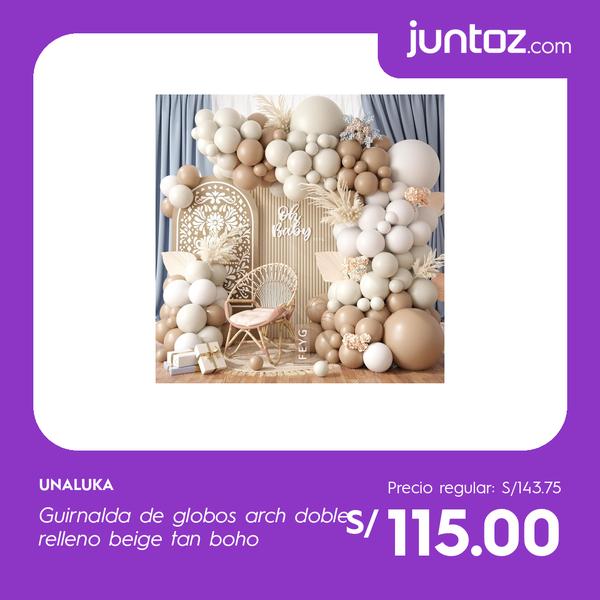 juntoz.com
Oh
Baby
FEYG
UNALUKA
Guirnalda de globos arch doble
relleno beige tan boho
Precio regular: S/143.75
S/115.00